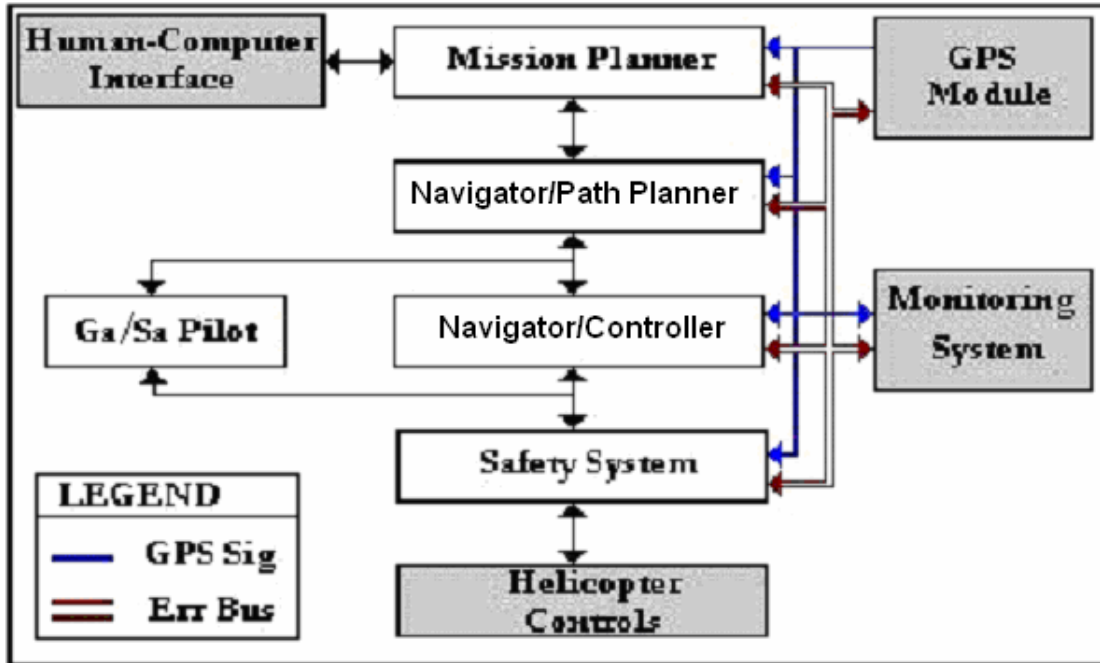 Human-Computer
Interface
Mission Planner
GPS
Module
Navigator/Path Planner
Ga/Sa Pilot
Navigator/Controller
Monitoring
System
Safety System
LEGEND
GPS Sig
Err Bus
Helicopter
Controls